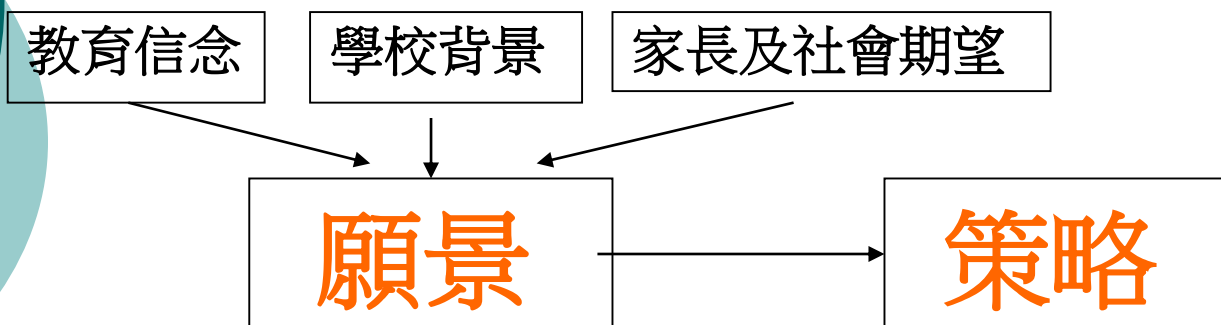 教育信念
學校背景
家長及社會期望
願景
策略